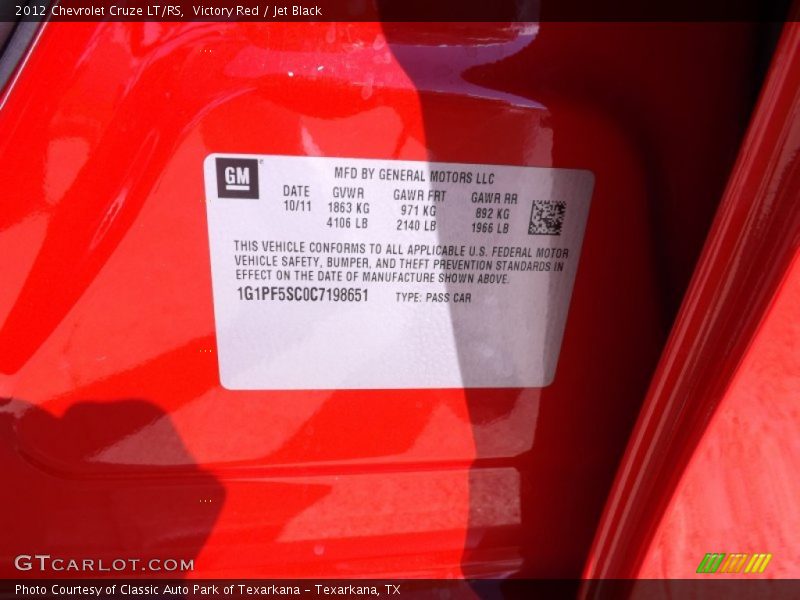 2012 Chevrolet Cruze LT/RS, Victory Red / Jet Black
GM
MFD BY GENERAL MOTORS LLC
DATE GVWR GAWR FRT GAWR RR
10/11 1863 KG 971 KG 892 KG
4106 LB 2140 LB 1966 LB
THIS VEHICLE CONFORMS TO ALL APPLICABLE U.S. FEDERAL MOTOR
VEHICLE SAFETY, BUMPER, AND THEFT PREVENTION STANDARDS IN
EFFECT ON THE DATE OF MANUFACTURE SHOWN ABOVE.
1G1PF5SC0C7198651 TYPE: PASS CAR
GTCARLOT.COM
Photo Courtesy of Classic Auto Park of Texarkana - Texarkana, TX